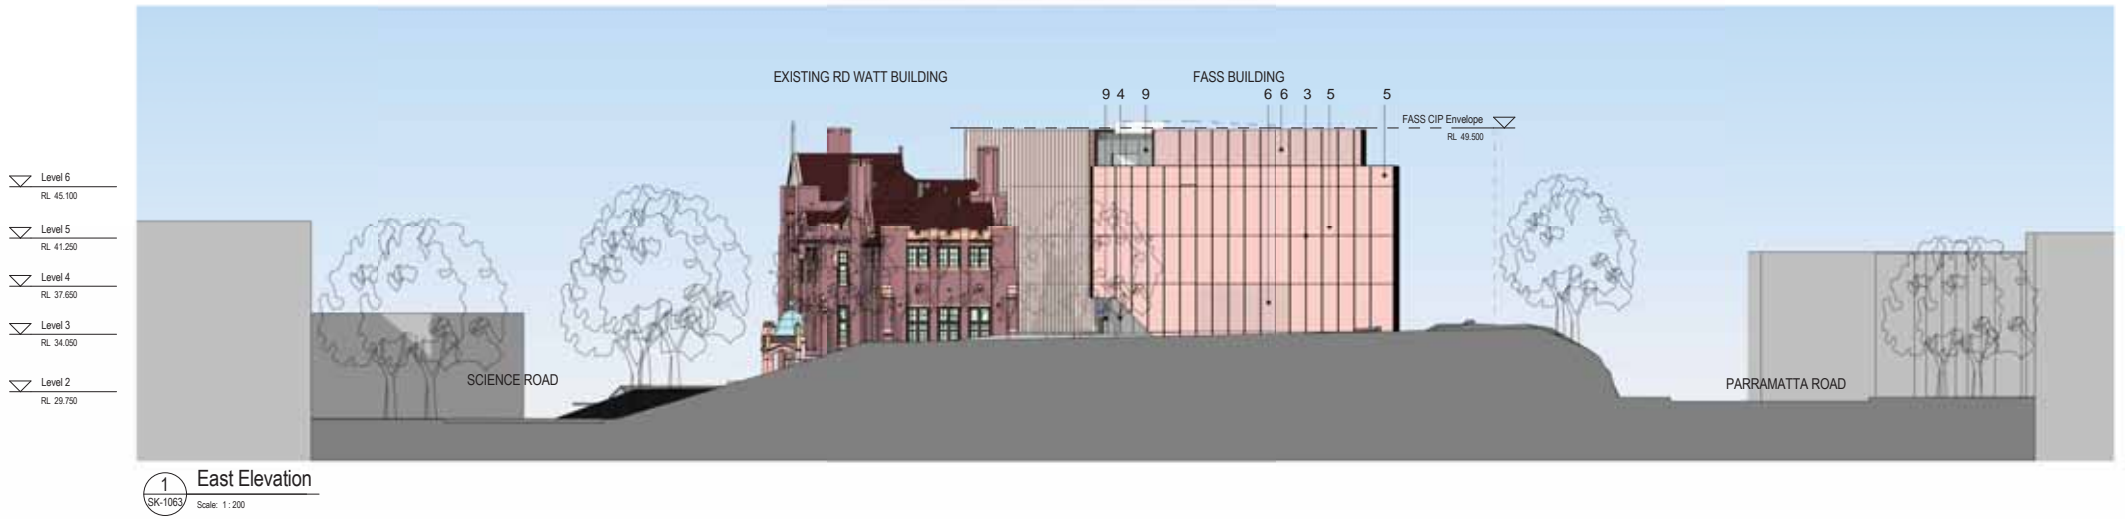 EXISTING RD WATT BUILDING
FASS BUILDING
9 4 9 6 6 3 5 5
FASS CIP Envelope
RL 49.500
Level 6
RL 45.100
Level 5
RL 41.250
Level 4
RL 37.650
Level 3
RL 34.050
Level 2
RL 29.750
SCIENCE ROAD
PARRAMATTA ROAD
1
SK-1063
East Elevation
Scale: 1 : 200